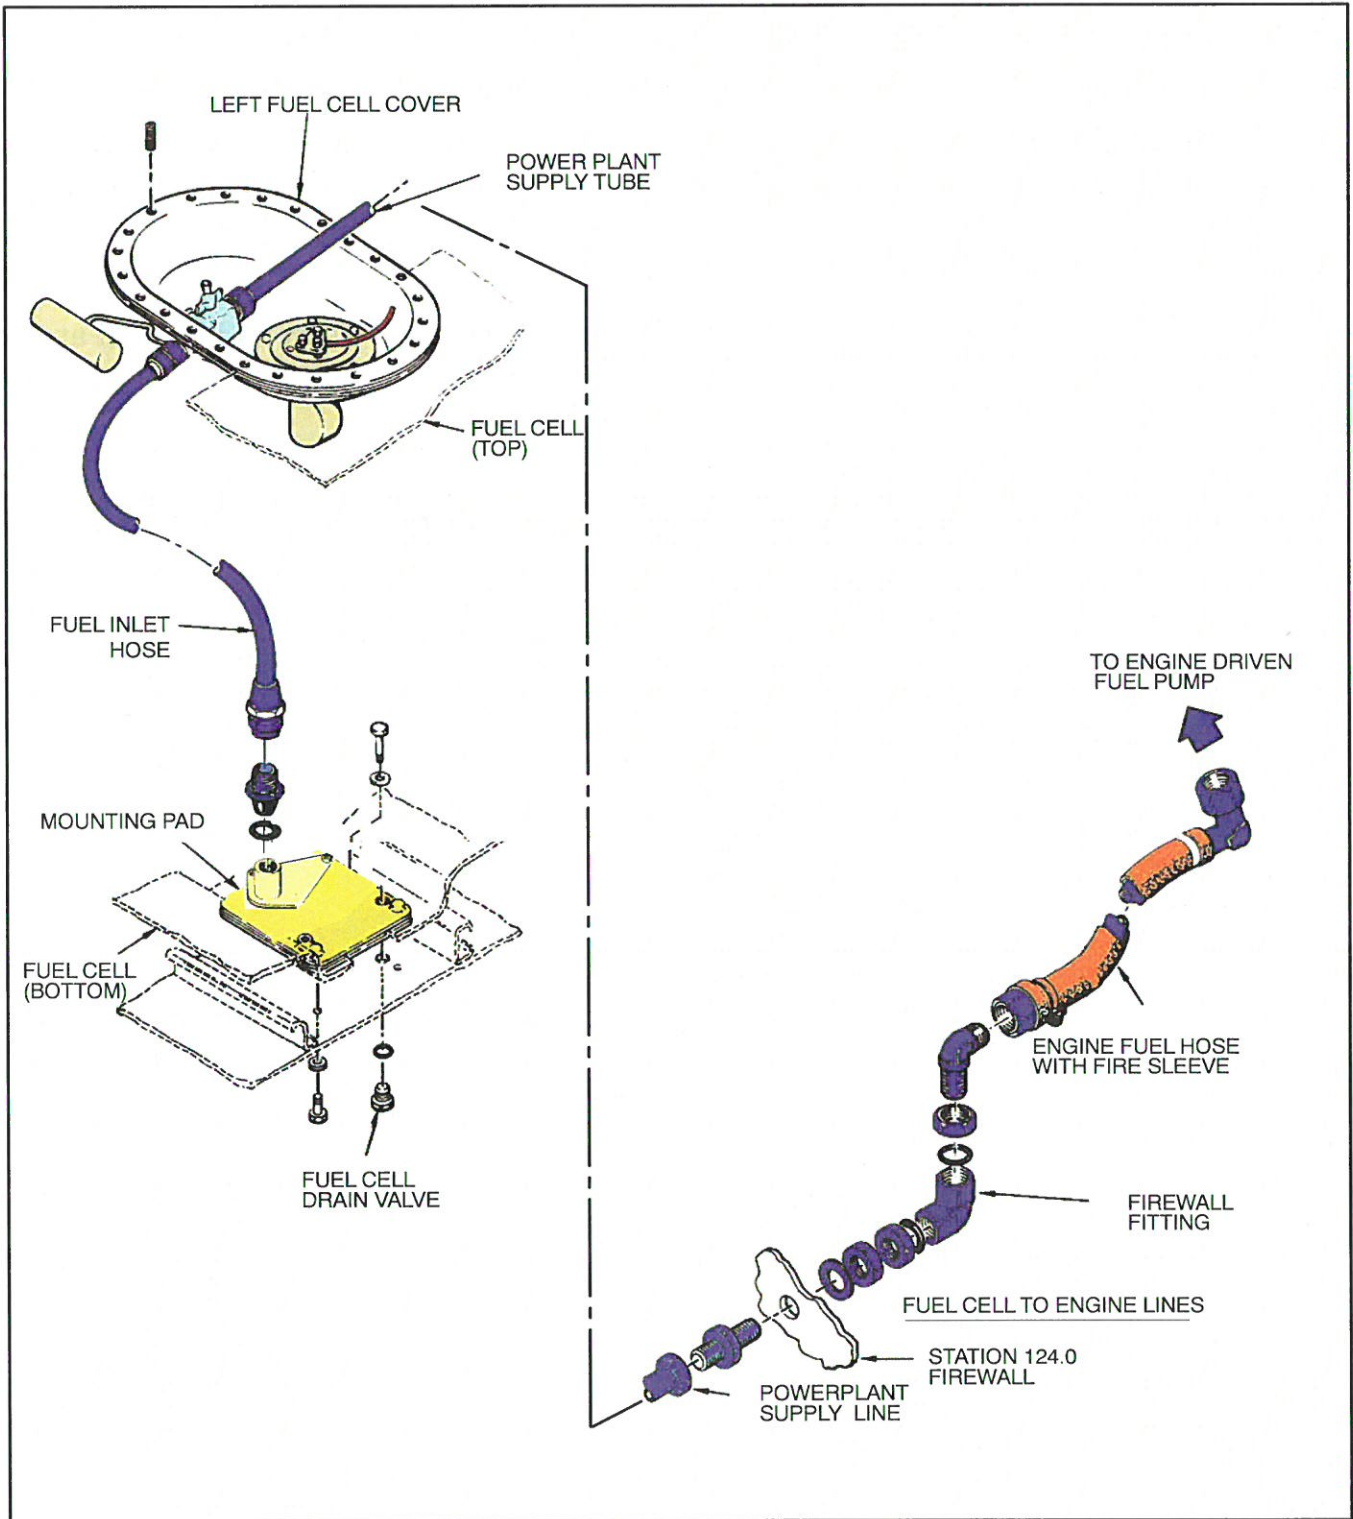 LEFT FUEL CELL COVER
POWER PLANT
SUPPLY TUBE
FUEL CELL
(TOP)
FUEL INLET
HOSE
TO ENGINE DRIVEN
FUEL PUMP
MOUNTING PAD
FUEL CELL
(BOTTOM)
ENGINE FUEL HOSE
WITH FIRE SLEEVE
FUEL CELL
DRAIN VALVE
FIREWALL
FITTING
FUEL CELL TO ENGINE LINES
STATION 124.0
FIREWALL
POWERPLANT
SUPPLY LINE